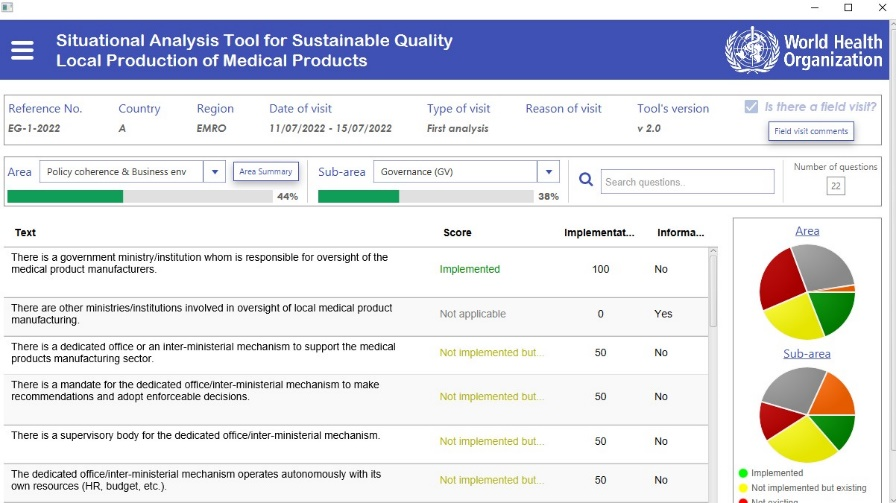 Situational Analysis Tool for Sustainable Quality
Local Production of Medical Products
World Health
Organization
Reference No. Country Region Date of visit Type of visit Reason of visit Tool's version Is there a field visit?
EG-1-2022 A EMRO 11/07/2022 - 15/07/2022 First analysis v 2.0
Field visit comments
Area Policy coherence & Business env Area Summary Sub-area Governance (GV) Search questions.. Number of questions
44% 38% 22
Text Score Implementat... Informa...
There is a government ministry/institution whom is responsible for oversight of the
medical product manufacturers.
Implemented 100 No
There are other ministries/institutions involved in oversight of local medical product
manufacturing.
Not applicable 0 Yes
There is a dedicated office or an inter-ministerial mechanism to support the medical
products manufacturing sector.
Not implemented but... 50 No
There is a mandate for the dedicated office/inter-ministerial mechanism to make
recommendations and adopt enforceable decisions.
Not implemented but... 50 No
There is a supervisory body for the dedicated office/inter-ministerial mechanism.
Not implemented but... 50 No
The dedicated office/inter-ministerial mechanism operates autonomously with its
own resources (HR, budget, etc.).
Not implemented but... 50 No
Area
Sub-area
Implemented
Not implemented but existing
Not existing